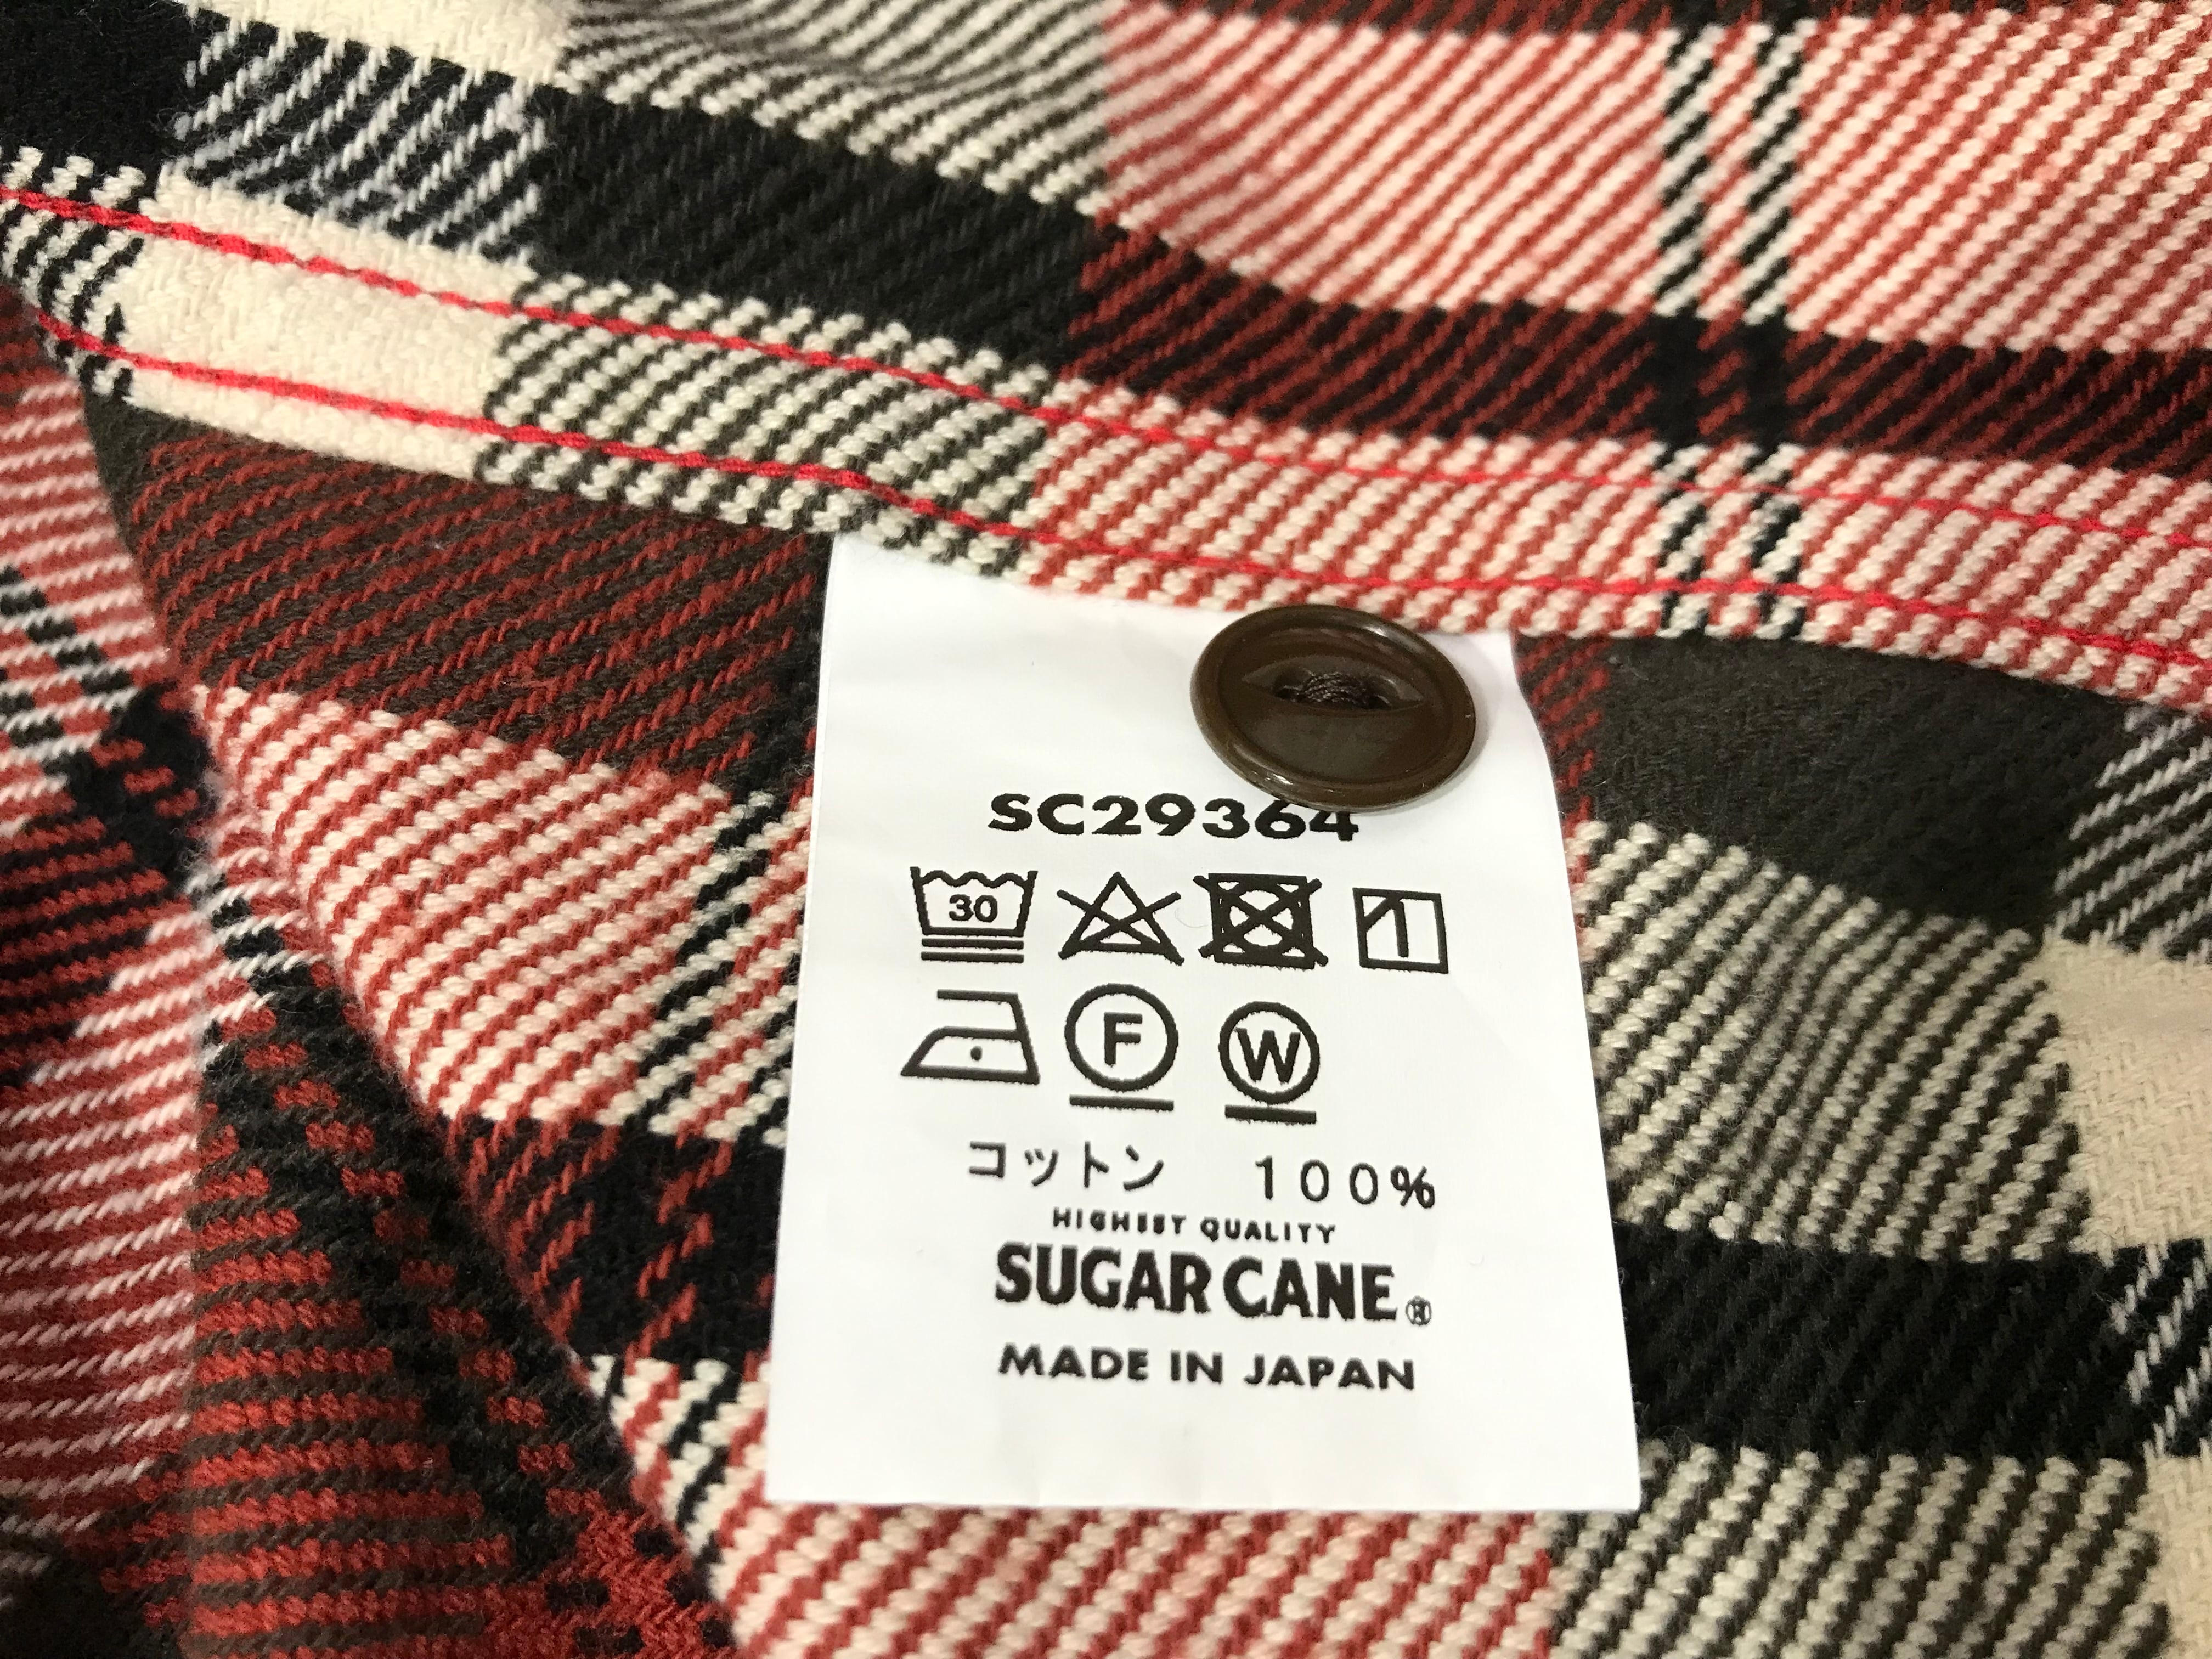 SC29364
30
F W
コットン　１００％
HIGHEST QUALITY
SUGAR CANE®
MADE IN JAPAN